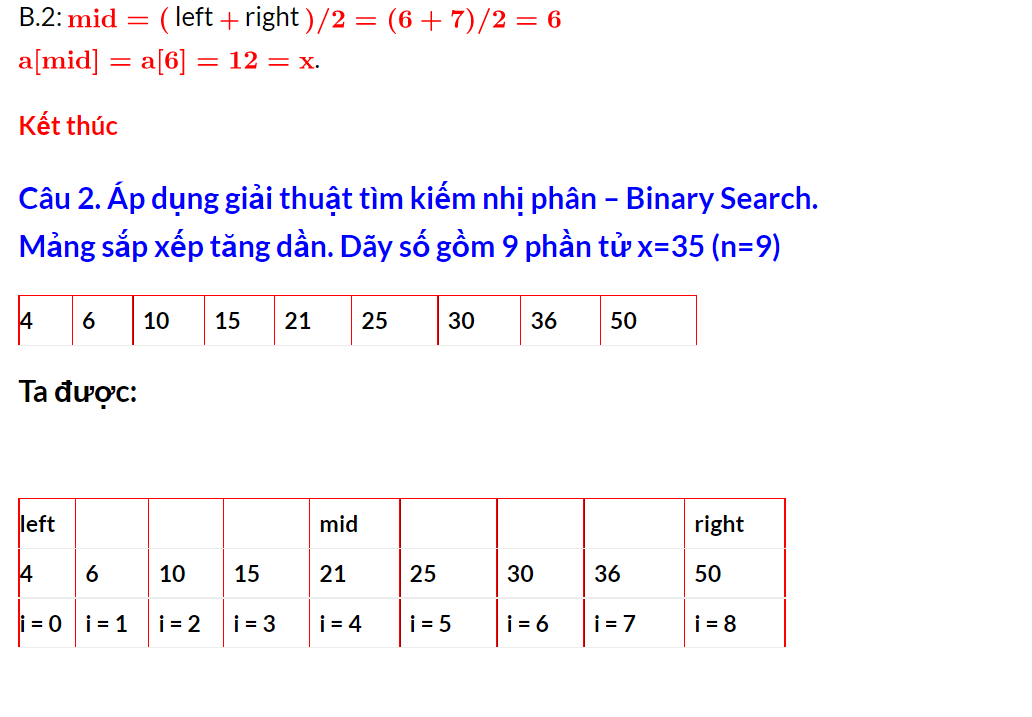 B.2: mid = ( left + right )/2 = (6 + 7)/2 = 6
a[mid] = a[6] = 12 = x.
Kết thúc
Câu 2. Áp dụng giải thuật tìm kiếm nhị phân – Binary Search.
Mảng sắp xếp tăng dần. Dãy số gồm 9 phần tử x=35 (n=9)
4 6 10 15 21 25 30 36 50
Ta được:
left mid right
4 6 10 15 21 25 30 36 50
i = 0 i = 1 i = 2 i = 3 i = 4 i = 5 i = 6 i = 7 i = 8